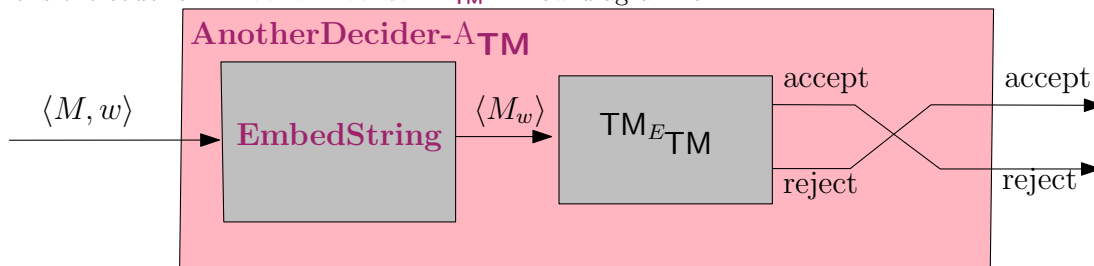 AnotherDecider-A_TM
⟨M, w⟩
EmbedString
⟨M_w⟩
TM_E_TM
accept
reject
accept
reject